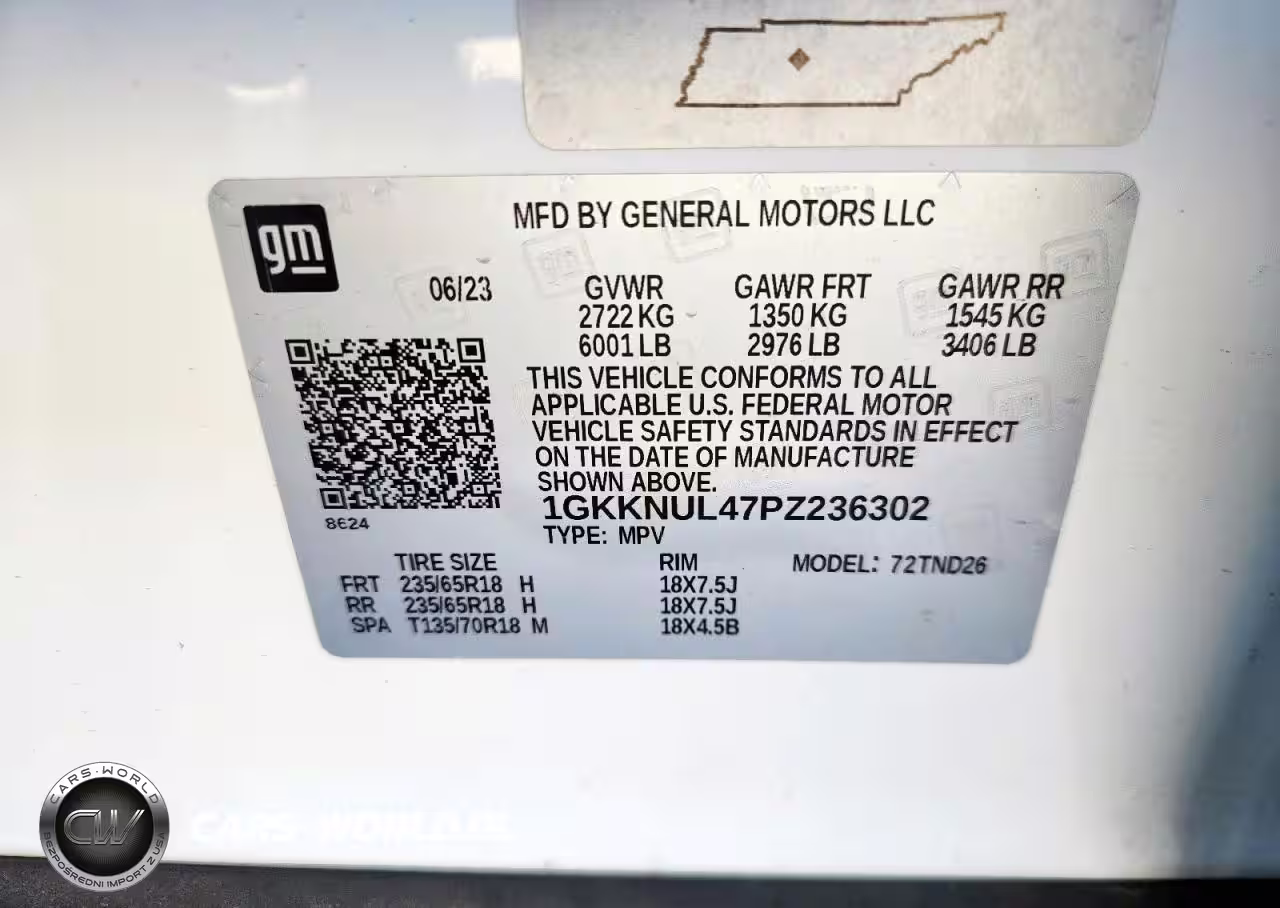 gm
MFD BY GENERAL MOTORS LLC
06/23 GVWR GAWR FRT GAWR RR
2722 KG 1350 KG 1545 KG
6001 LB 2976 LB 3406 LB
THIS VEHICLE CONFORMS TO ALL
APPLICABLE U.S. FEDERAL MOTOR
VEHICLE SAFETY STANDARDS IN EFFECT
ON THE DATE OF MANUFACTURE
SHOWN ABOVE.
1GKKNUL47PZ236302
8624
TYPE: MPV
TIRE SIZE RIM MODEL: 72TND26
FRT 235/65R18 H 18X7.5J
RR 235/65R18 H 18X7.5J
SPA T135/70R18 M 18X4.5B
CARS-WORLD
CW
BEZPOŚREDNI IMPORT Z USA